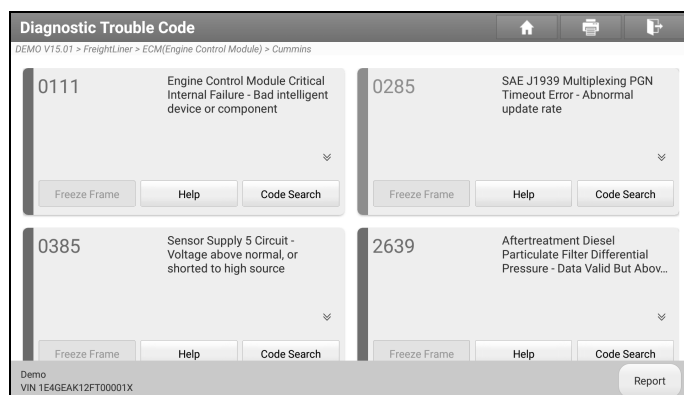 Diagnostic Trouble Code
DEMO V15.01 > FreightLiner > ECM(Engine Control Module) > Cummins
0111
Engine Control Module Critical
Internal Failure - Bad intelligent
device or component
Freeze Frame
Help
Code Search
0285
SAE J1939 Multiplexing PGN
Timeout Error - Abnormal
update rate
Freeze Frame
Help
Code Search
0385
Sensor Supply 5 Circuit -
Voltage above normal, or
shorted to high source
Freeze Frame
Help
Code Search
2639
Aftertreatment Diesel
Particulate Filter Differential
Pressure - Data Valid But Abov...
Freeze Frame
Help
Code Search
Demo
VIN 1E4GEAK12FT00001X
Report